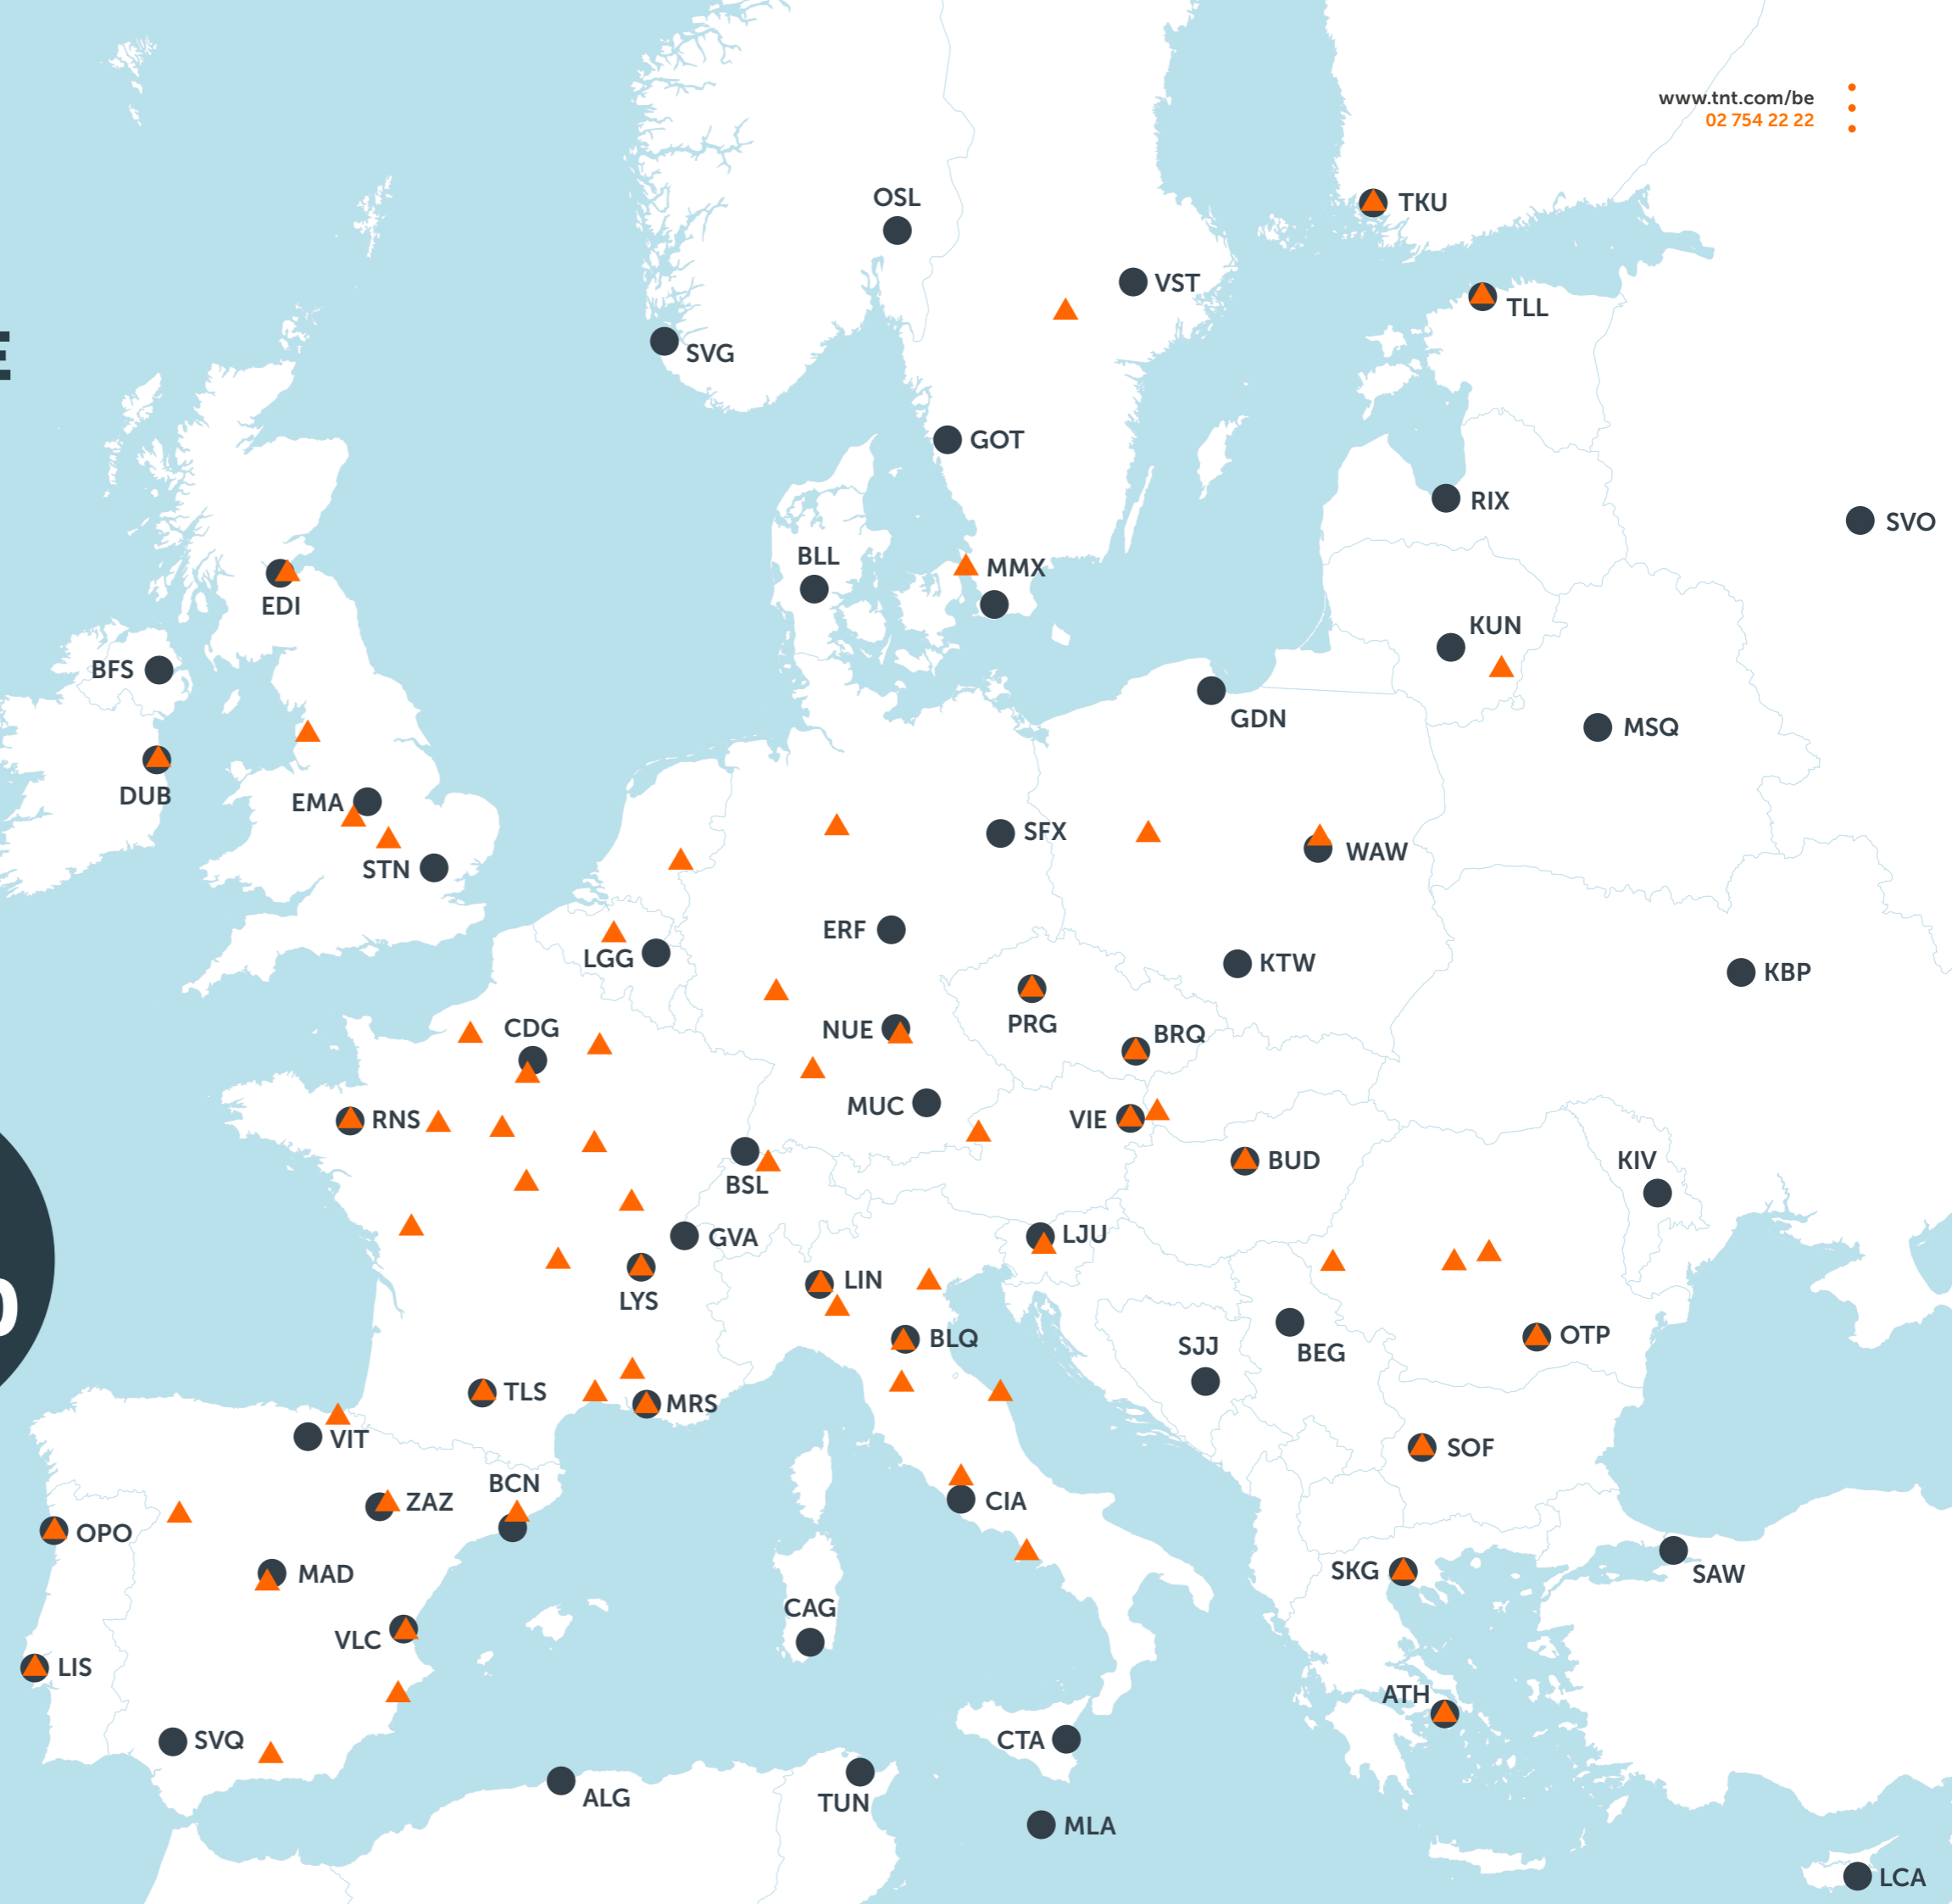 www.tnt.com/be
02 754 22 22
OSL
TKU
VST
TLL
E
SVG
GOT
RIX
SVO
BLL
MMX
EDI
KUN
BFS
GDN
MSQ
DUB
EMA
SFX
WAW
STN
ERF
LGG
KTW
KBP
CDG
NUE
PRG
BRQ
RNS
MUC
VIE
BSL
BUD
KIV
GVA
LJU
LIN
LYS
0
BLQ
SJJ
BEG
OTP
TLS
MRS
VIT
SOF
BCN
ZAZ
CIA
OPO
MAD
SKG
SAW
CAG
VLC
LIS
ATH
SVQ
CTA
ALG
TUN
MLA
LCA